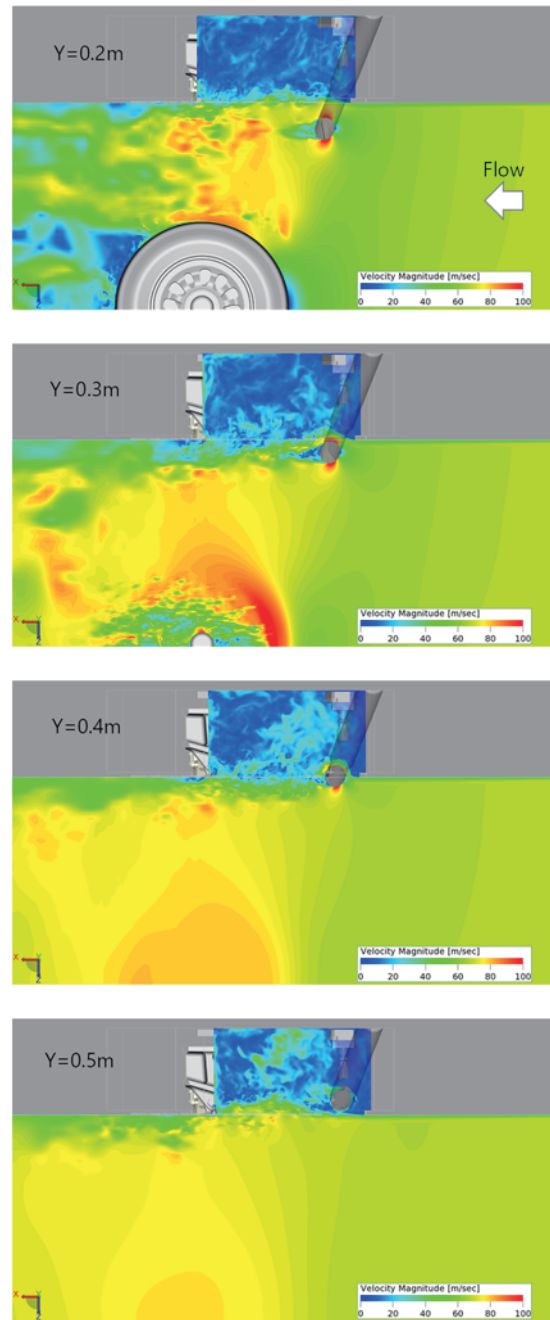 Y=0.2m
Flow
Velocity Magnitude [m/sec]
0 20 40 60 80 100
X
Z
Y=0.3m
Velocity Magnitude [m/sec]
0 20 40 60 80 100
X
Y
Z
Y=0.4m
Velocity Magnitude [m/sec]
0 20 40 60 80 100
X
Y
Z
Y=0.5m
Velocity Magnitude [m/sec]
0 20 40 60 80 100
X
Y
Z